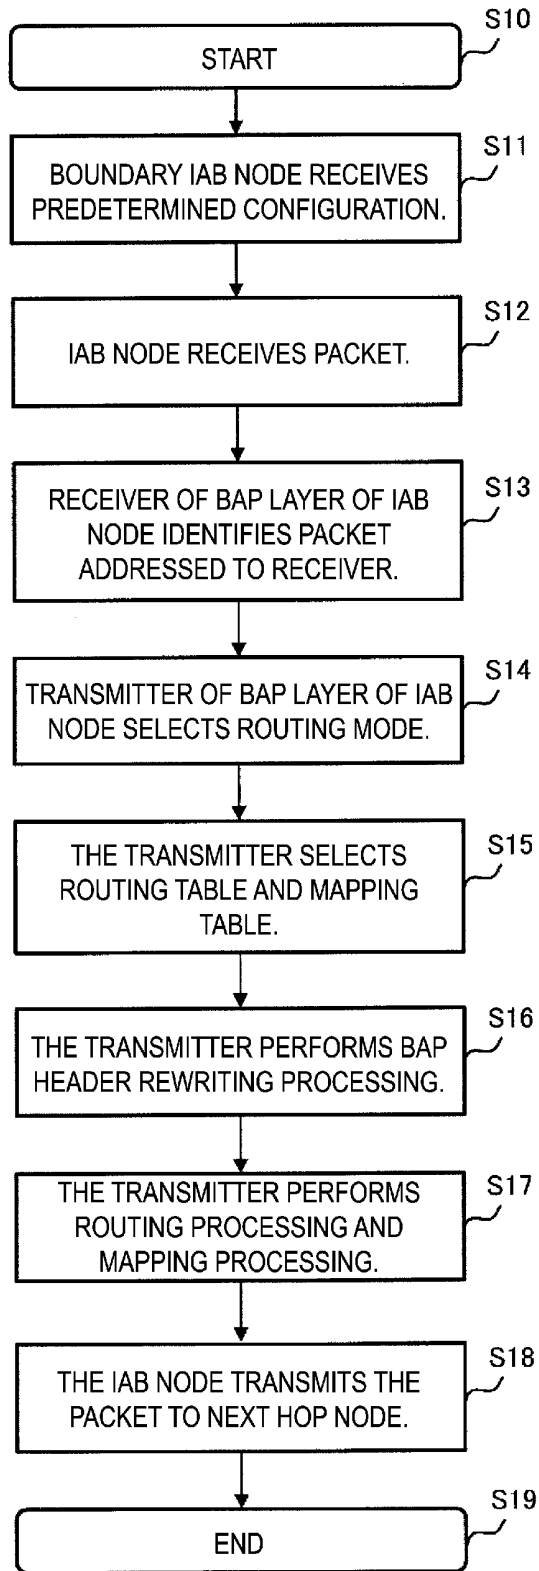 S10
START
S11
BOUNDARY IAB NODE RECEIVES
PREDETERMINED CONFIGURATION.
S12
IAB NODE RECEIVES PACKET.
S13
RECEIVER OF BAP LAYER OF IAB
NODE IDENTIFIES PACKET
ADDRESSED TO RECEIVER.
S14
TRANSMITTER OF BAP LAYER OF IAB
NODE SELECTS ROUTING MODE.
S15
THE TRANSMITTER SELECTS
ROUTING TABLE AND MAPPING
TABLE.
S16
THE TRANSMITTER PERFORMS BAP
HEADER REWRITING PROCESSING.
S17
THE TRANSMITTER PERFORMS
ROUTING PROCESSING AND
MAPPING PROCESSING.
S18
THE IAB NODE TRANSMITS THE
PACKET TO NEXT HOP NODE.
S19
END